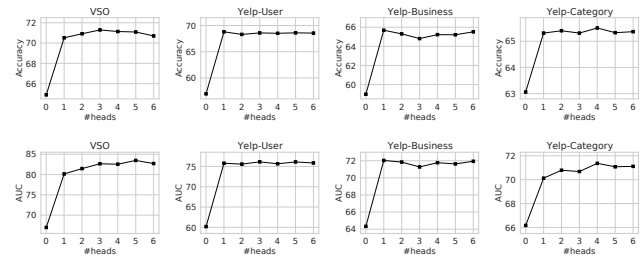 VSO
Yelp-User
Yelp-Business
Yelp-Category
Accuracy
72
70
68
66
0 1 2 3 4 5 6
#heads
Accuracy
70
65
60
0 1 2 3 4 5 6
#heads
Accuracy
66
64
62
60
0 1 2 3 4 5 6
#heads
Accuracy
65
64
63
0 1 2 3 4 5 6
#heads
VSO
Yelp-User
Yelp-Business
Yelp-Category
AUC
85
80
75
70
0 1 2 3 4 5 6
#heads
AUC
75
70
65
60
0 1 2 3 4 5 6
#heads
AUC
72
70
68
66
64
0 1 2 3 4 5 6
#heads
AUC
72
70
68
66
0 1 2 3 4 5 6
#heads